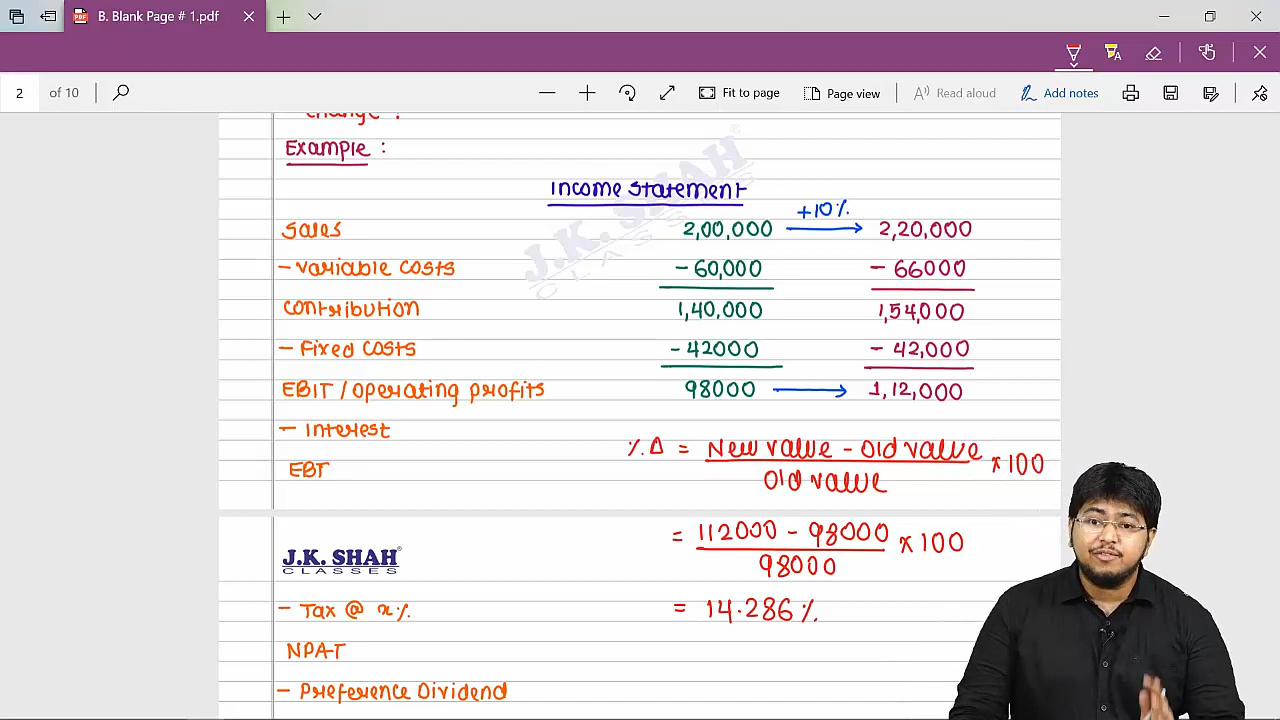 B. Blank Page # 1.pdf
2 of 10 Fit to page Page view Read aloud Add notes
change :
Example :
Income Statement
Sales 2,00,000 +10% 2,20,000
- Variable Costs - 60,000 - 66000
Contribution 1,40,000 1,54,000
- Fixed Costs - 42000 - 42,000
EBIT / operating profits 98000 1,12,000
- Interest
% Δ = New value - Old value / Old value × 100
EBT
= 112000 - 98000 / 98000 × 100
J.K. SHAH
CLASSES
- Tax @ x% = 14.286%
NPAT
- Preference Dividend
J.K. SHAH
CLASSES